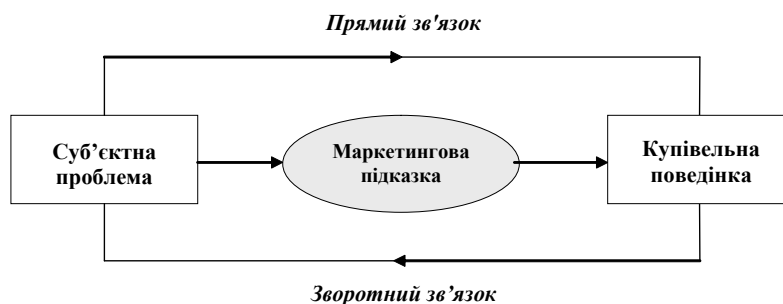 Прямий зв'язок
Суб’єктна
проблема
Маркетингова
підказка
Купівельна
поведінка
Зворотний зв’язок